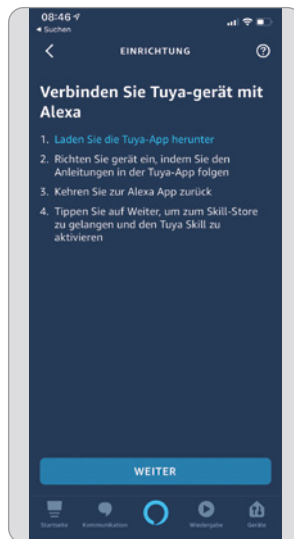 08:46
◀ Suchen
EINRICHTUNG
Verbinden Sie Tuya-gerät mit
Alexa
1. Laden Sie die Tuya-App herunter
2. Richten Sie gerät ein, indem Sie den
Anleitungen in der Tuya-App folgen
3. Kehren Sie zur Alexa App zurück
4. Tippen Sie auf Weiter, um zum Skill-Store
zu gelangen und den Tuya Skill zu
aktivieren
WEITER
Startseite Kommunikation Wiedergabe Geräte